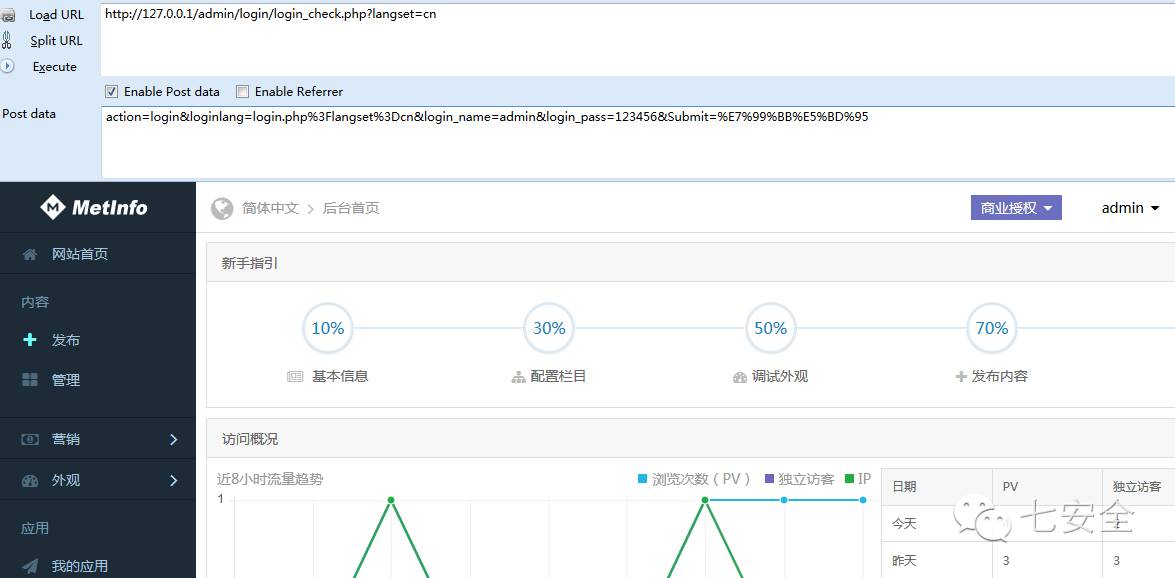 Load URL
http://127.0.0.1/admin/login/login_check.php?langset=cn
Split URL
Execute
Enable Post data Enable Referrer
Post data
action=login&loginlang=login.php%3Flangset%3Dcn&login_name=admin&login_pass=123456&Submit=%E7%99%BB%E5%BD%95
MetInfo
简体中文 > 后台首页
商业授权
admin
网站首页
内容
发布
管理
营销
外观
应用
我的应用
新手指引
10% 30% 50% 70%
基本信息 配置栏目 调试外观 发布内容
访问概况
近8小时流量趋势
浏览次数（PV） 独立访客 IP
1
日期 PV 独立访客
今天
昨天 3 3
七安全